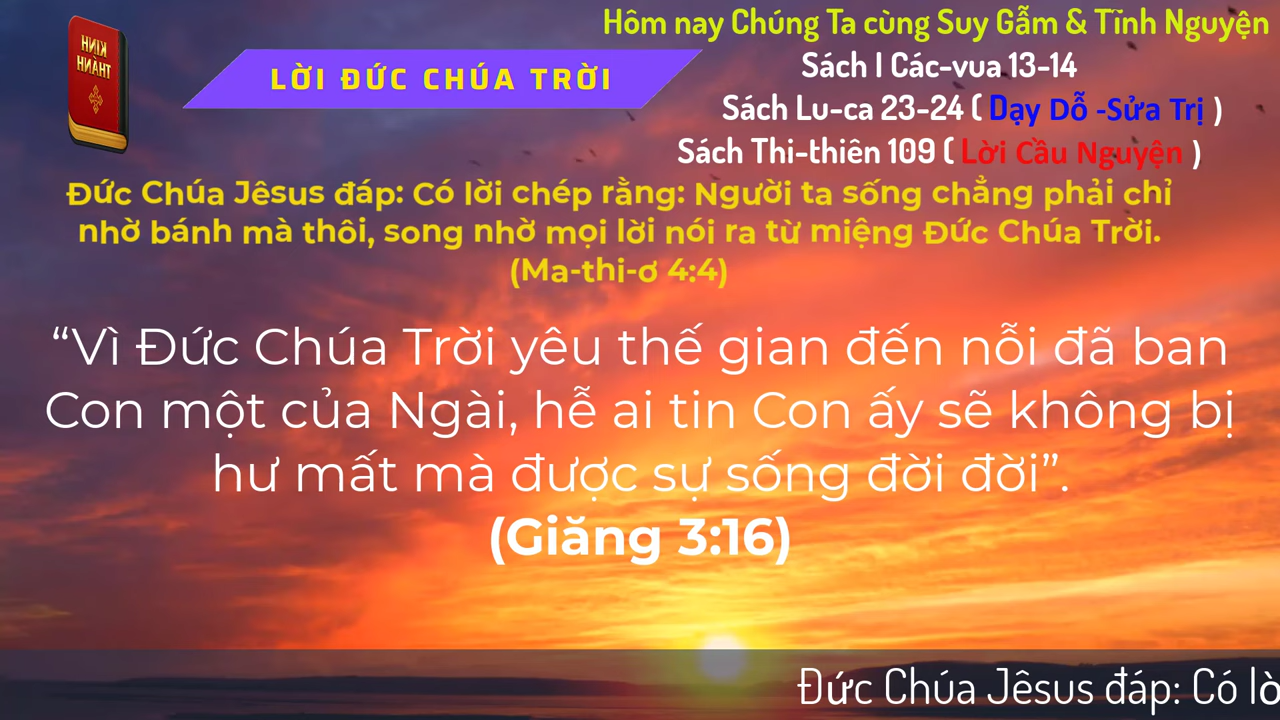 KINH
THÁNH
LỜI ĐỨC CHÚA TRỜI
Hôm nay Chúng Ta cùng Suy Gẫm & Tĩnh Nguyện
Sách I Các-vua 13-14
Sách Lu-ca 23-24 ( Dạy Dỗ -Sửa Trị )
Sách Thi-thiên 109 ( Lời Cầu Nguyện )
Đức Chúa Jêsus đáp: Có lời chép rằng: Người ta sống chẳng phải chỉ
nhờ bánh mà thôi, song nhờ mọi lời nói ra từ miệng Đức Chúa Trời.
(Ma-thi-ơ 4:4)
“Vì Đức Chúa Trời yêu thế gian đến nỗi đã ban
Con một của Ngài, hễ ai tin Con ấy sẽ không bị
hư mất mà được sự sống đời đời”.
(Giăng 3:16)
Đức Chúa Jêsus đáp: Có lờ